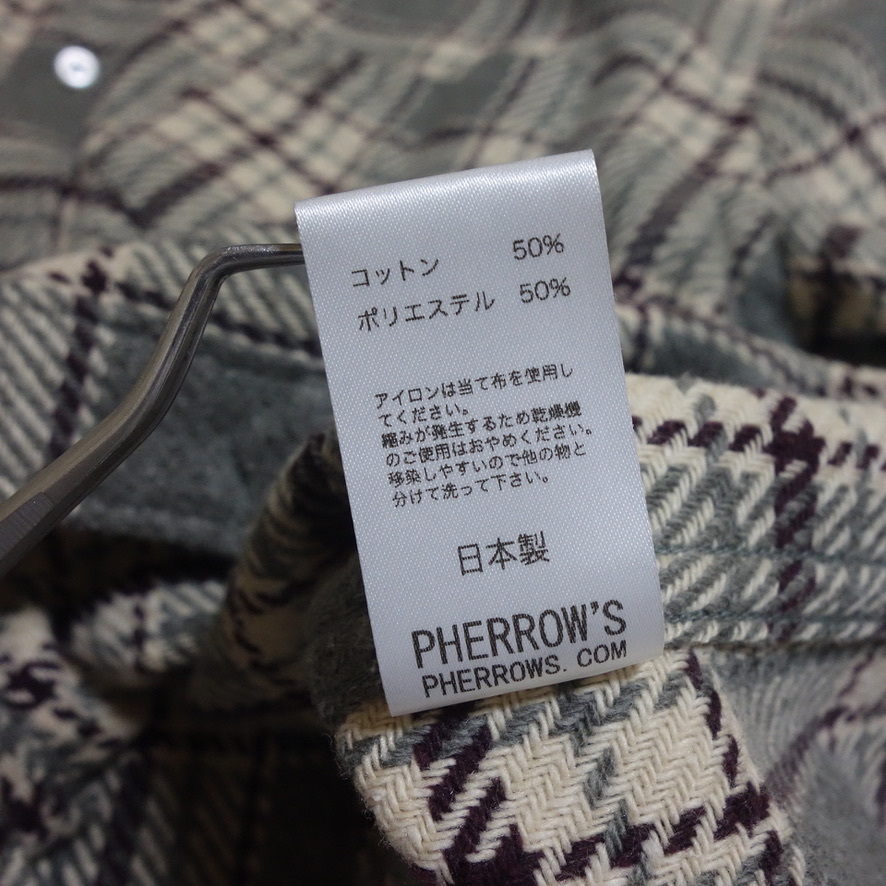 コットン 50%
ポリエステル 50%
アイロンは当て布を使用し
てください。
縮みが発生するため乾燥機
のご使用はおやめください。
移染しやすいので他の物と
分けて洗って下さい。
日本製
PHERROW'S
PHERROWS. COM